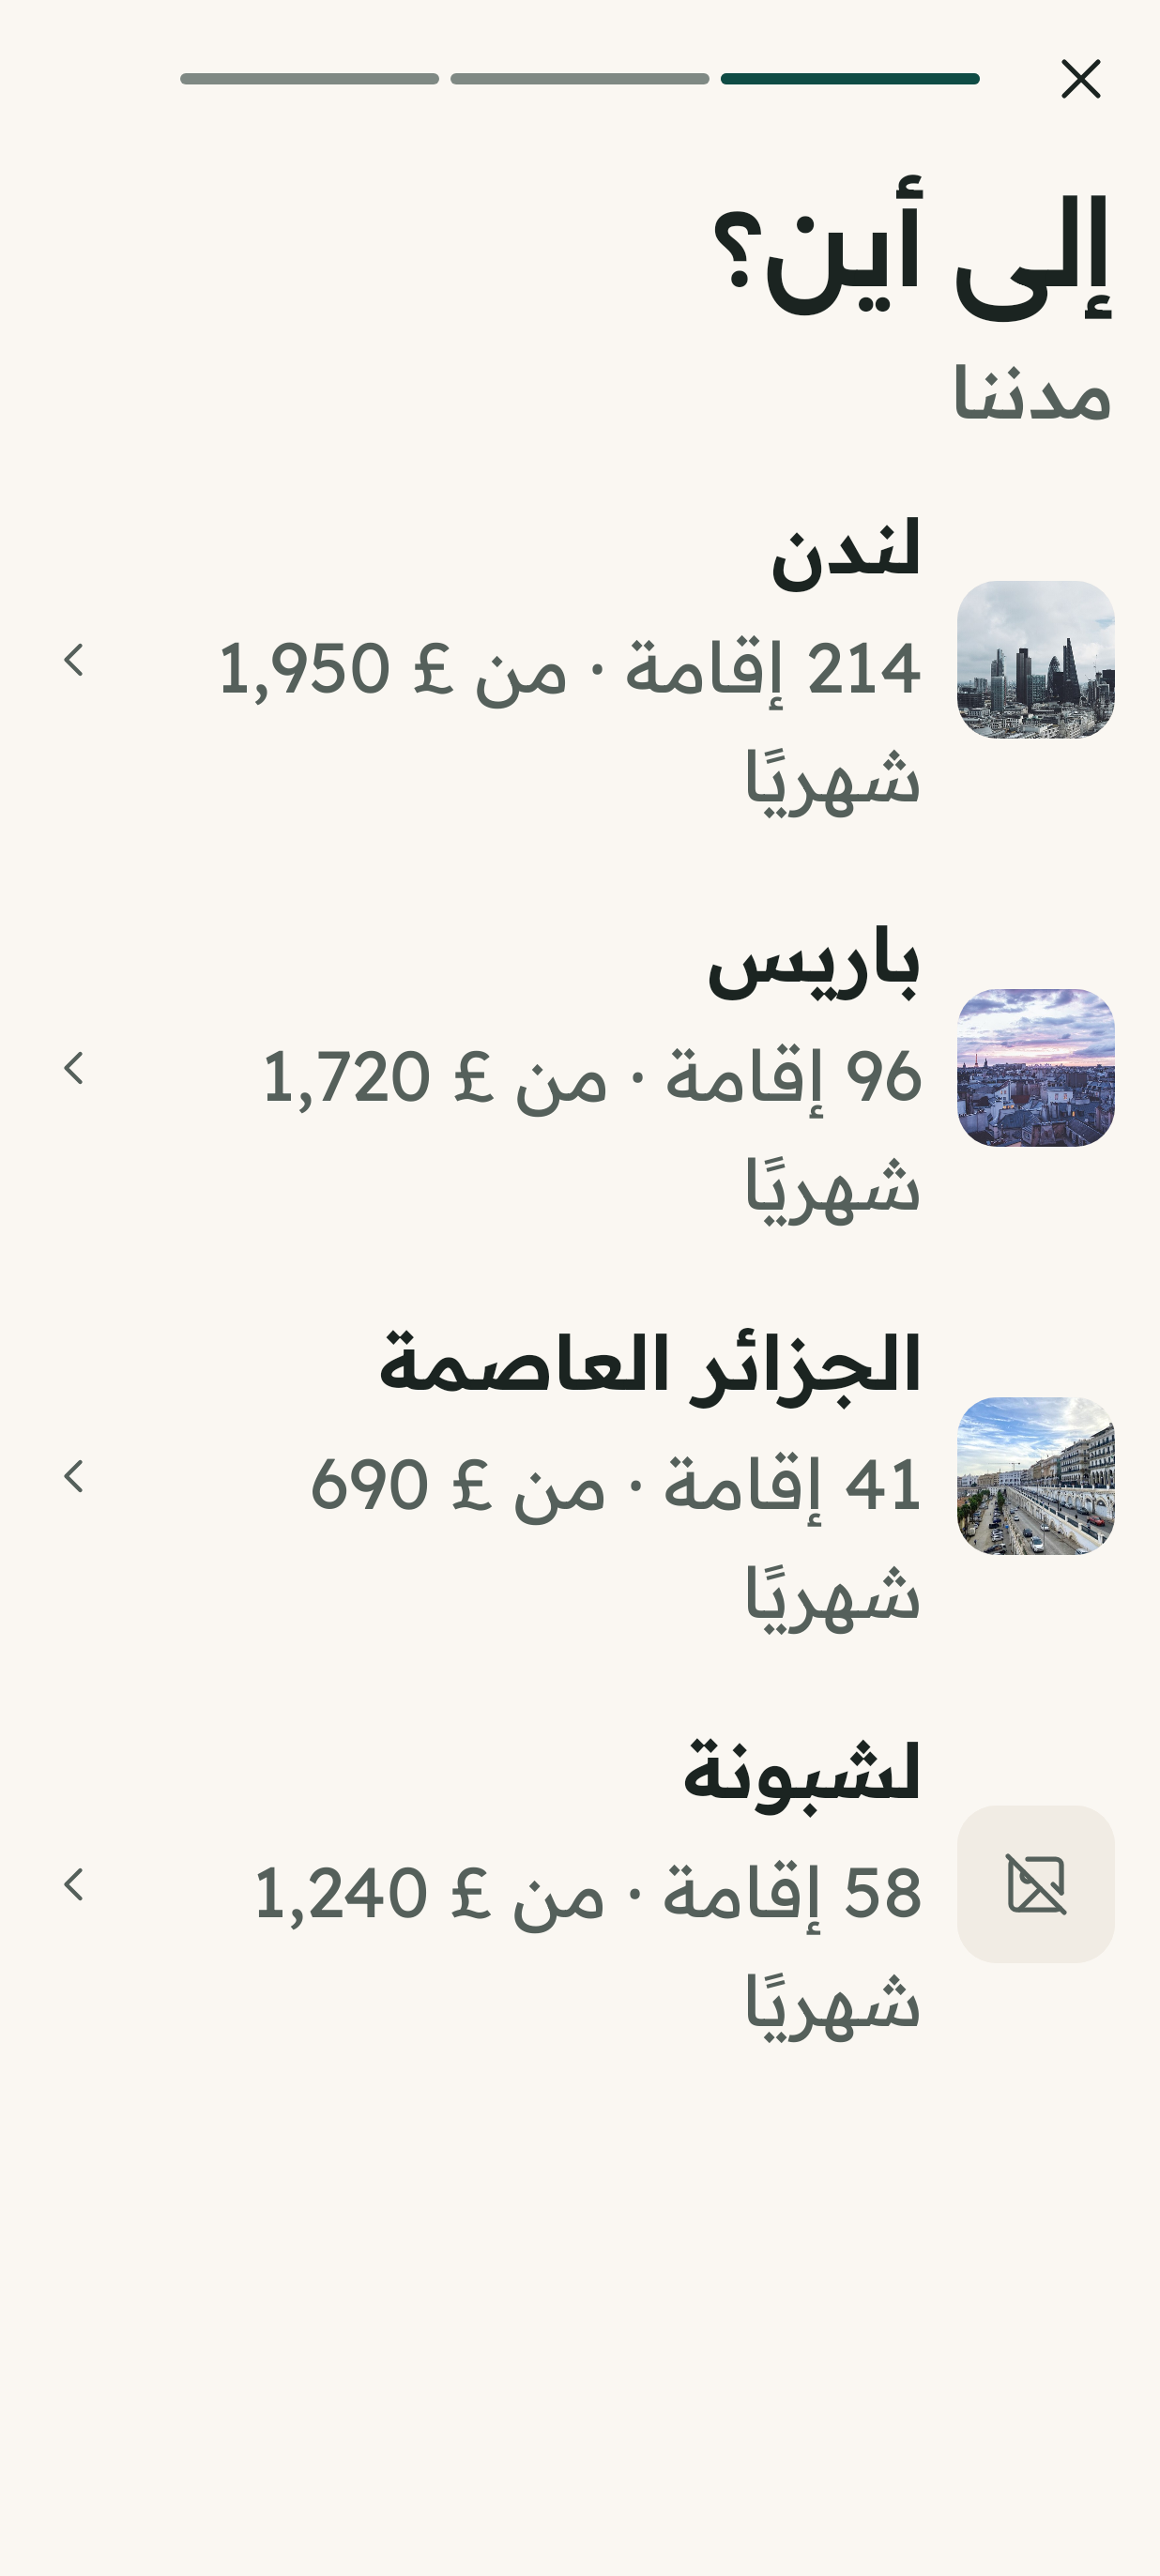 إلى أين؟
مدننا
لندن
214 إقامة · من £ 1,950
شهريًا
باريس
96 إقامة · من £ 1,720
شهريًا
الجزائر العاصمة
41 إقامة · من £ 690
شهريًا
لشبونة
58 إقامة · من £ 1,240
شهريًا